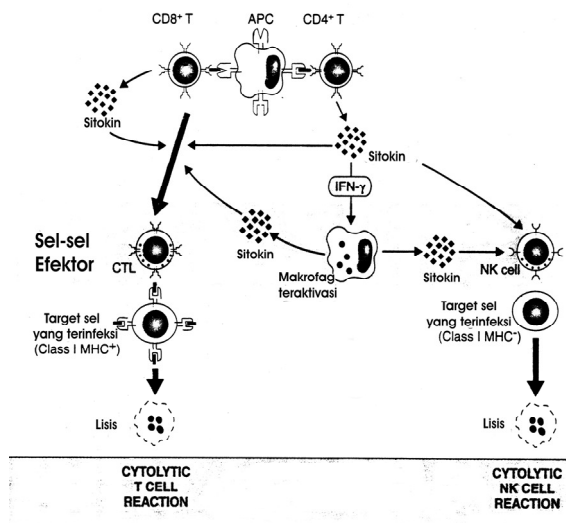 CD8+ T
APC
CD4+ T
Sitokin
Sitokin
IFN-γ
Sel-sel
Efektor
CTL
Sitokin
Makrofag
teraktivasi
Sitokin
NK cell
Target sel
yang terinfeksi
(Class I MHC+)
Target sel
yang terinfeksi
(Class I MHC-)
Lisis
Lisis
CYTOLYTIC
T CELL
REACTION
CYTOLYTIC
NK CELL
REACTION